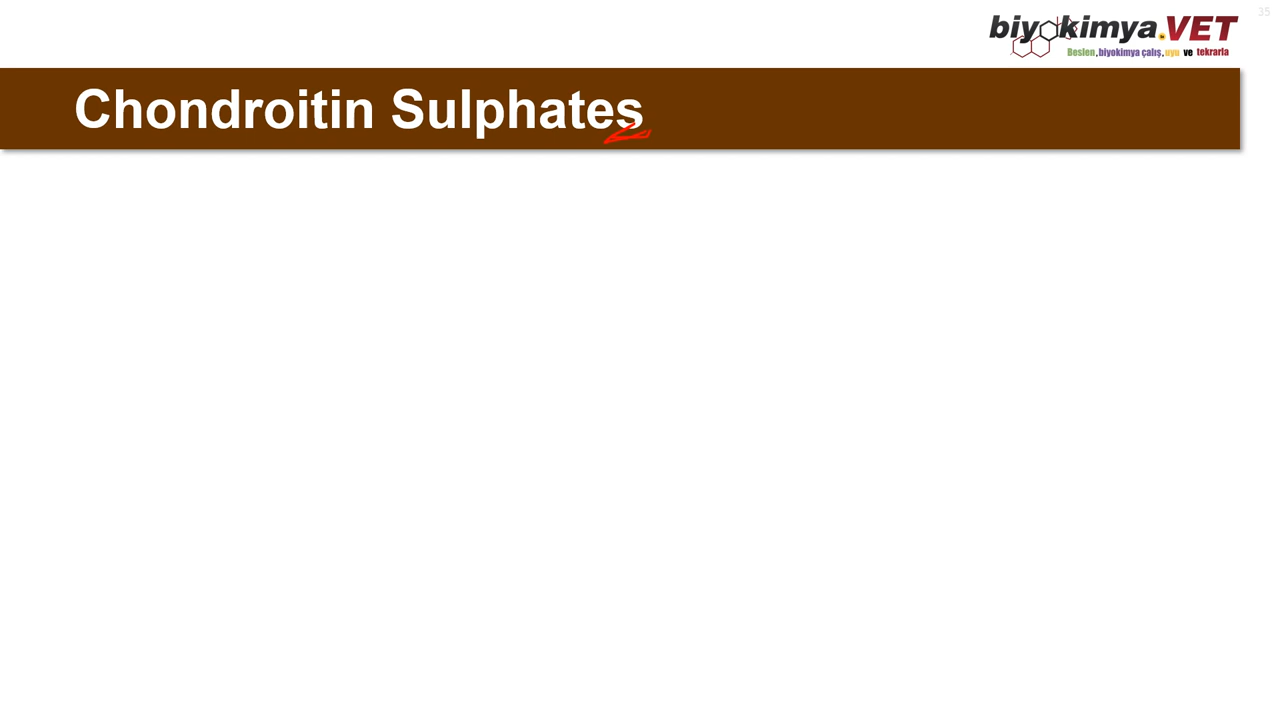 35
biyokimya.VET
Beslen, biyokimya çalış, uyu ve tekrarla
Chondroitin Sulphates